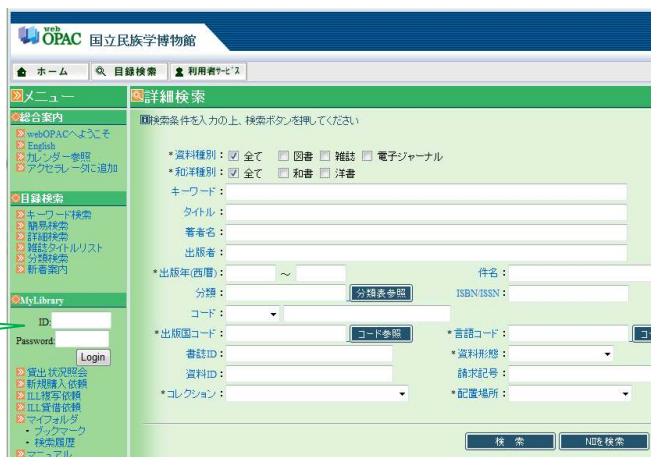 web
OPAC 国立民族学博物館
ホーム 目録検索 利用者サービス
メニュー
総合案内
webOPACへようこそ
English
カレンダー参照
アクセラレータに追加
目録検索
キーワード検索
簡易検索
詳細検索
雑誌タイトルリスト
分類検索
新着案内
MyLibrary
ID:
Password:
Login
貸出状況照会
新規購入依頼
ILL複写依頼
ILL貸借依頼
マイフォルダ
・ブックマーク
・検索履歴
マニュアル
詳細検索
検索条件を入力の上、検索ボタンを押してください
*資料種別: 全て 図書 雑誌 電子ジャーナル
*和洋種別: 全て 和書 洋書
キーワード:
タイトル:
著者名:
出版者:
*出版年(西暦): ~ 件名:
分類: 分類表参照 ISBN/ISSN:
コード:
*出版国コード: コード参照 *言語コード: コー
書誌ID: *資料形態:
資料ID: 請求記号:
*コレクション: *配置場所:
検 索 NIIを検索